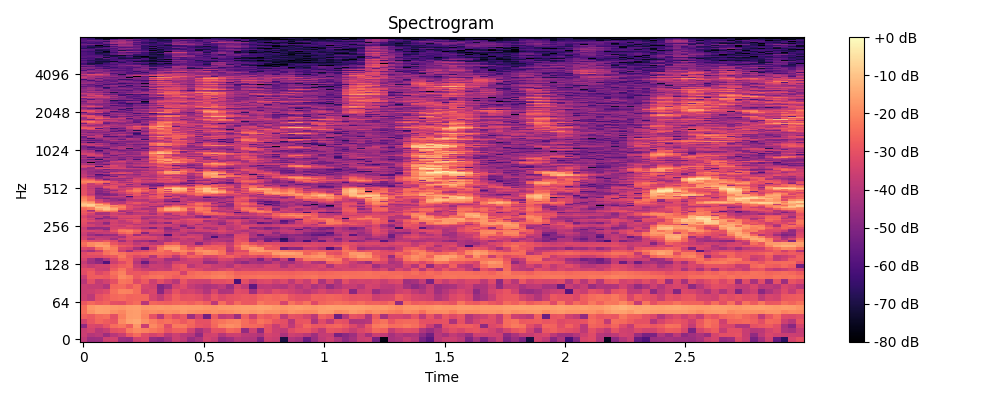 Spectrogram
Hz
4096
2048
1024
512
256
128
64
0
0
0.5
1
1.5
2
2.5
Time
+0 dB
-10 dB
-20 dB
-30 dB
-40 dB
-50 dB
-60 dB
-70 dB
-80 dB